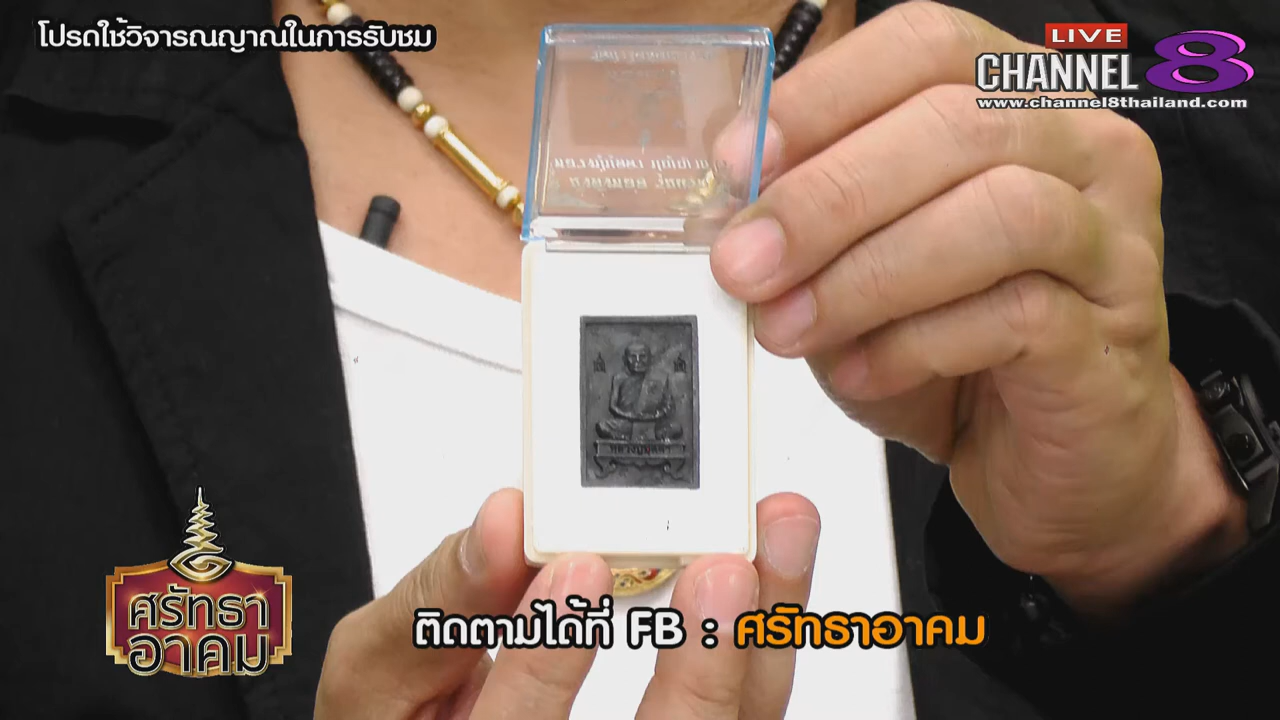 โปรดใช้วิจารณญาณในการรับชม
LIVE
CHANNEL 8
www.channel8thailand.com
ศรัทธา
อาคม
ติดตามได้ที่ FB : ศรัทธาอาคม